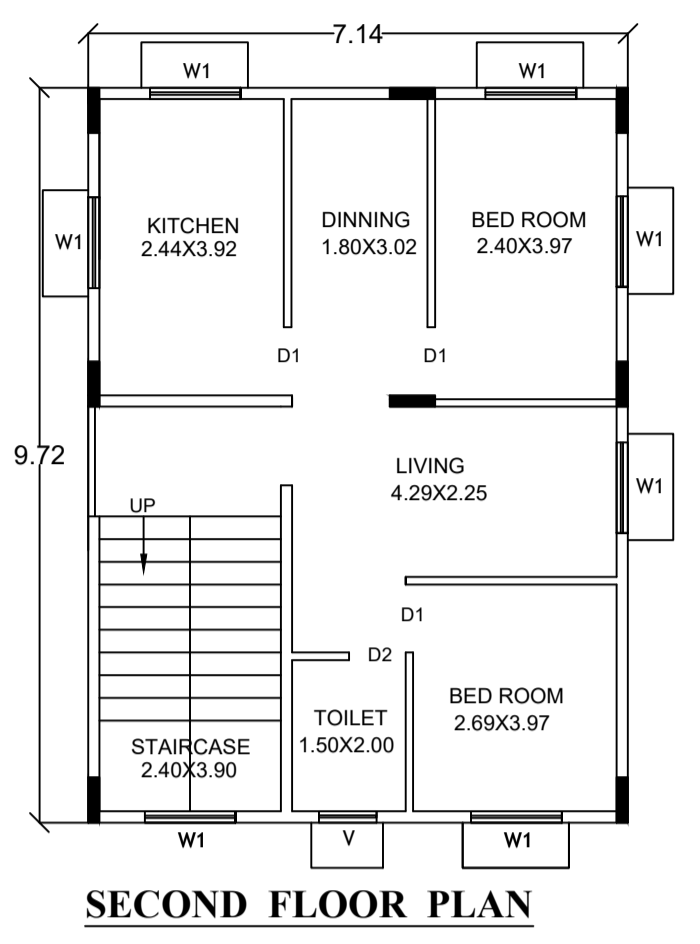 7.14
W1
W1
KITCHEN
2.44X3.92
DINNING
1.80X3.02
BED ROOM
2.40X3.97
W1
W1
D1
D1
9.72
LIVING
4.29X2.25
W1
UP
D1
D2
BED ROOM
2.69X3.97
TOILET
1.50X2.00
STAIRCASE
2.40X3.90
W1
V
W1
SECOND FLOOR PLAN